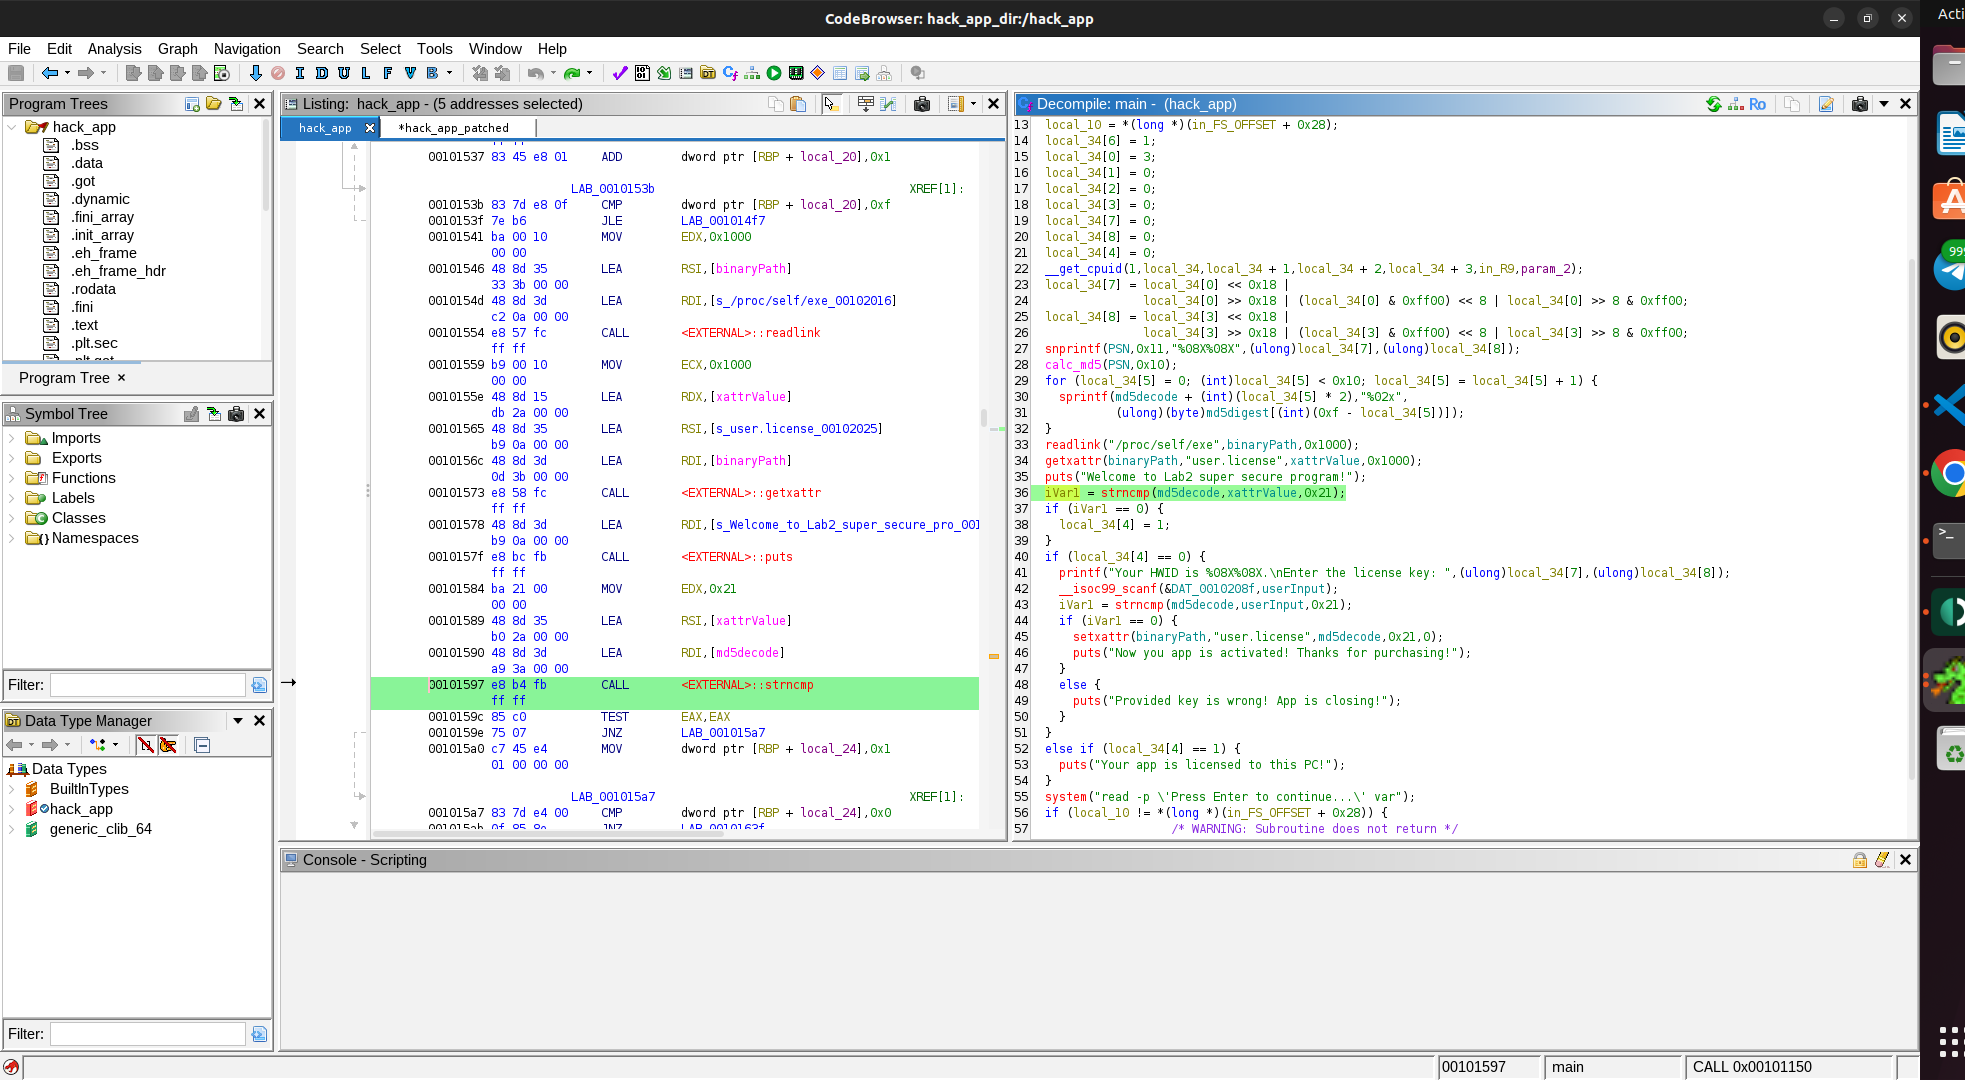 CodeBrowser: hack_app_dir:/hack_app
Acti
File Edit Analysis Graph Navigation Search Select Tools Window Help
I D U L F V B
Program Trees
hack_app
.bss
.data
.got
.dynamic
.fini_array
.init_array
.eh_frame
.eh_frame_hdr
.rodata
.fini
.text
.plt.sec
.plt.got
Program Tree ×
Symbol Tree
Imports
Exports
Functions
Labels
Classes
Namespaces
Filter:
Data Type Manager
Data Types
BuiltInTypes
hack_app
generic_clib_64
Filter:
Listing: hack_app - (5 addresses selected)
hack_app
*hack_app_patched
ff ff
00101537 83 45 e8 01 ADD dword ptr [RBP + local_20],0x1
LAB_0010153b XREF[1]:
0010153b 83 7d e8 0f CMP dword ptr [RBP + local_20],0xf
0010153f 7e b6 JLE LAB_001014f7
00101541 ba 00 10 MOV EDX,0x1000
00 00
00101546 48 8d 35 LEA RSI,[binaryPath]
33 3b 00 00
0010154d 48 8d 3d LEA RDI,[s_/proc/self/exe_00102016]
c2 0a 00 00
00101554 e8 57 fc CALL <EXTERNAL>::readlink
ff ff
00101559 b9 00 10 MOV ECX,0x1000
00 00
0010155e 48 8d 15 LEA RDX,[xattrValue]
db 2a 00 00
00101565 48 8d 35 LEA RSI,[s_user.license_00102025]
b9 0a 00 00
0010156c 48 8d 3d LEA RDI,[binaryPath]
0d 3b 00 00
00101573 e8 58 fc CALL <EXTERNAL>::getxattr
ff ff
00101578 48 8d 3d LEA RDI,[s_Welcome_to_Lab2_super_secure_pro_001
b9 0a 00 00
0010157f e8 bc fb CALL <EXTERNAL>::puts
ff ff
00101584 ba 21 00 MOV EDX,0x21
00 00
00101589 48 8d 35 LEA RSI,[xattrValue]
b0 2a 00 00
00101590 48 8d 3d LEA RDI,[md5decode]
a9 3a 00 00
00101597 e8 b4 fb CALL <EXTERNAL>::strncmp
ff ff
0010159c 85 c0 TEST EAX,EAX
0010159e 75 07 JNZ LAB_001015a7
001015a0 c7 45 e4 MOV dword ptr [RBP + local_24],0x1
01 00 00 00
LAB_001015a7 XREF[1]:
001015a7 83 7d e4 00 CMP dword ptr [RBP + local_24],0x0
001015ab 0f 85 8e JNZ LAB_0010163f
Decompile: main - (hack_app)
Ro
13 local_10 = *(long *)(in_FS_OFFSET + 0x28);
14 local_34[6] = 1;
15 local_34[0] = 3;
16 local_34[1] = 0;
17 local_34[2] = 0;
18 local_34[3] = 0;
19 local_34[7] = 0;
20 local_34[8] = 0;
21 local_34[4] = 0;
22 __get_cpuid(1,local_34,local_34 + 1,local_34 + 2,local_34 + 3,in_R9,param_2);
23 local_34[7] = local_34[0] << 0x18 |
24 local_34[0] >> 0x18 | (local_34[0] & 0xff00) << 8 | local_34[0] >> 8 & 0xff00;
25 local_34[8] = local_34[3] << 0x18 |
26 local_34[3] >> 0x18 | (local_34[3] & 0xff00) << 8 | local_34[3] >> 8 & 0xff00;
27 snprintf(PSN,0x11,"%08X%08X",(ulong)local_34[7],(ulong)local_34[8]);
28 calc_md5(PSN,0x10);
29 for (local_34[5] = 0; (int)local_34[5] < 0x10; local_34[5] = local_34[5] + 1) {
30 sprintf(md5decode + (int)(local_34[5] * 2),"%02x",
31 (ulong)(byte)md5digest[(int)(0xf - local_34[5])]);
32 }
33 readlink("/proc/self/exe",binaryPath,0x1000);
34 getxattr(binaryPath,"user.license",xattrValue,0x1000);
35 puts("Welcome to Lab2 super secure program!");
36 iVar1 = strncmp(md5decode,xattrValue,0x21);
37 if (iVar1 == 0) {
38 local_34[4] = 1;
39 }
40 if (local_34[4] == 0) {
41 printf("Your HWID is %08X%08X.\nEnter the license key: ",(ulong)local_34[7],(ulong)local_34[8]);
42 __isoc99_scanf(&DAT_0010208f,userInput);
43 iVar1 = strncmp(md5decode,userInput,0x21);
44 if (iVar1 == 0) {
45 setxattr(binaryPath,"user.license",md5decode,0x21,0);
46 puts("Now you app is activated! Thanks for purchasing!");
47 }
48 else {
49 puts("Provided key is wrong! App is closing!");
50 }
51 }
52 else if (local_34[4] == 1) {
53 puts("Your app is licensed to this PC!");
54 }
55 system("read -p \'Press Enter to continue...\' var");
56 if (local_10 != *(long *)(in_FS_OFFSET + 0x28)) {
57 /* WARNING: Subroutine does not return */
Console - Scripting
00101597 main CALL 0x00101150